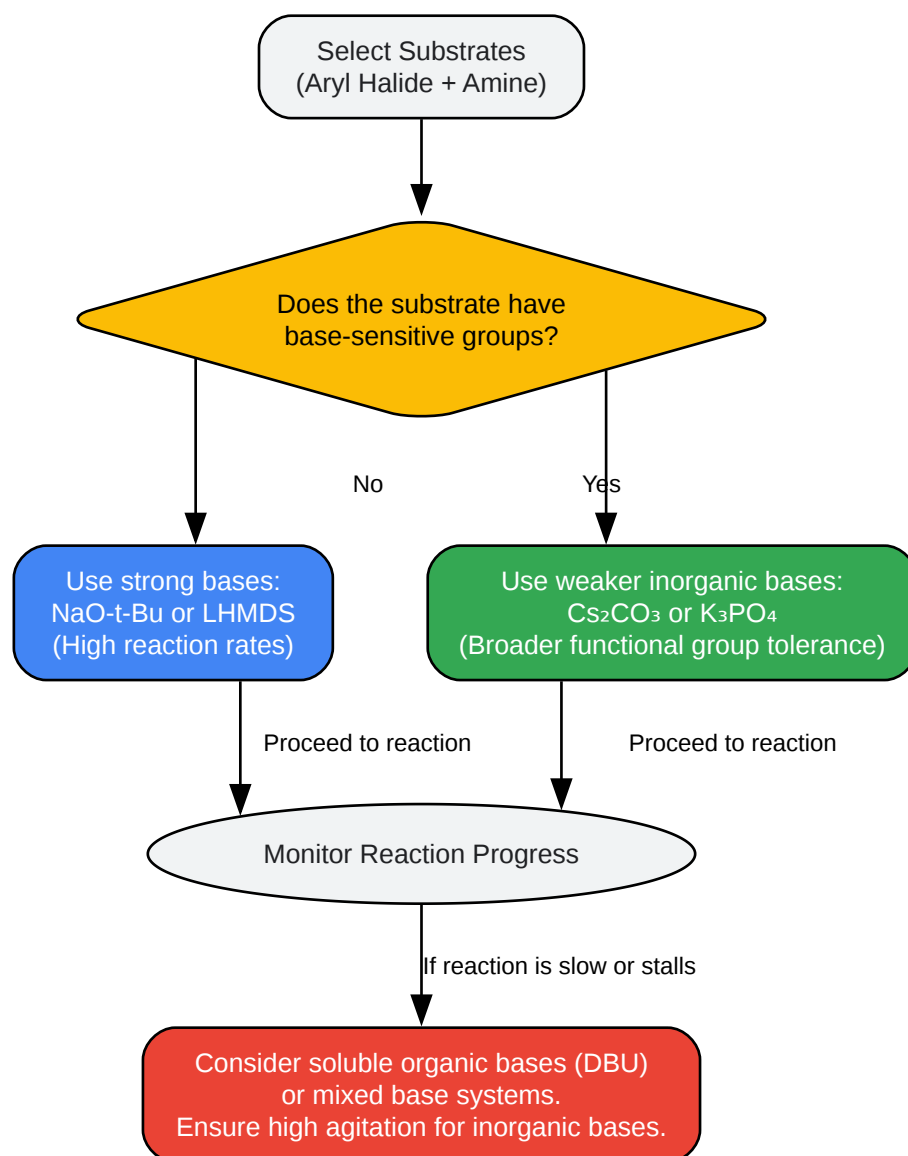 Select Substrates
(Aryl Halide + Amine)
Does the substrate have
base-sensitive groups?
No
Yes
Use strong bases:
NaO-t-Bu or LHMDS
(High reaction rates)
Use weaker inorganic bases:
Cs₂CO₃ or K₃PO₄
(Broader functional group tolerance)
Proceed to reaction
Proceed to reaction
Monitor Reaction Progress
If reaction is slow or stalls
Consider soluble organic bases (DBU)
or mixed base systems.
Ensure high agitation for inorganic bases.